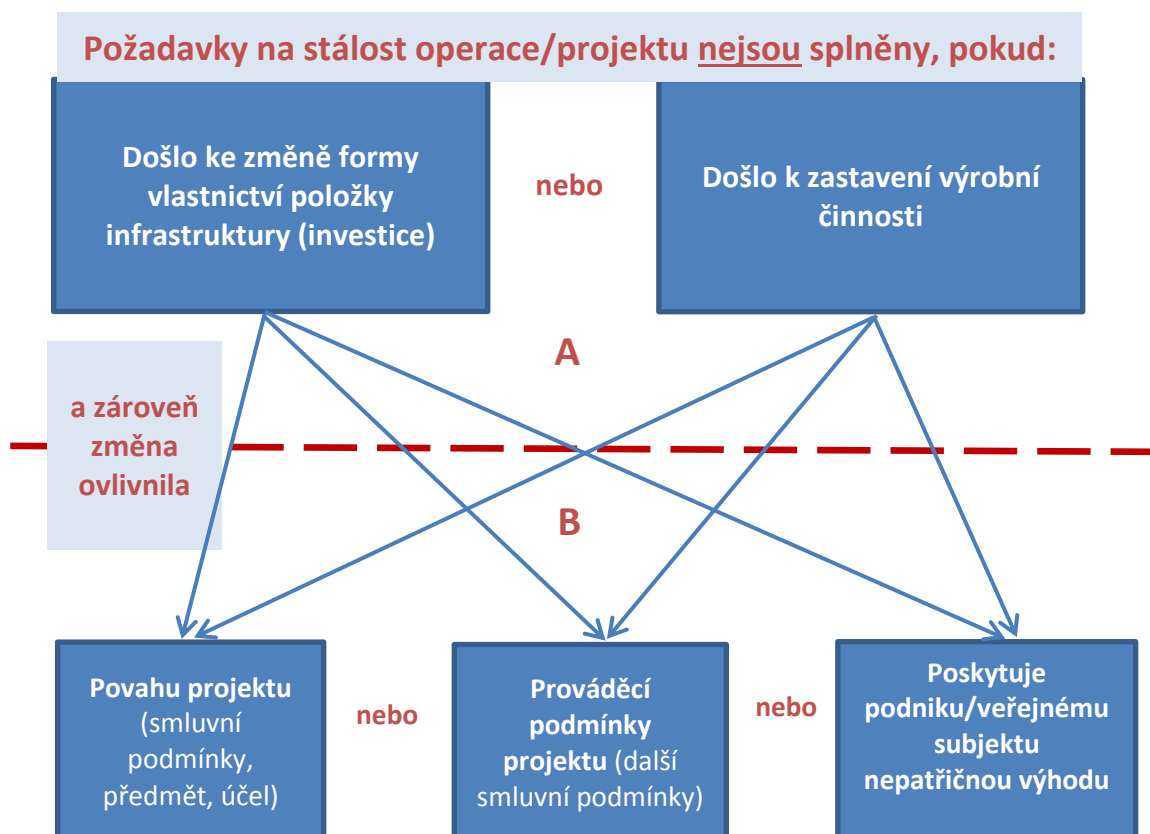 Požadavky na stálost operace/projektu nejsou splněny, pokud:
Došlo ke změně formy
vlastnictví položky
infrastruktury (investice)
nebo
Došlo k zastavení výrobní
činnosti
A
a zároveň
změna
ovlivnila
B
Povahu projektu
(smluvní
podmínky,
předmět, účel)
nebo
Prováděcí
podmínky
projektu (další
smluvní podmínky)
nebo
Poskytuje
podniku/veřejnému
subjektu
nepatřičnou výhodu